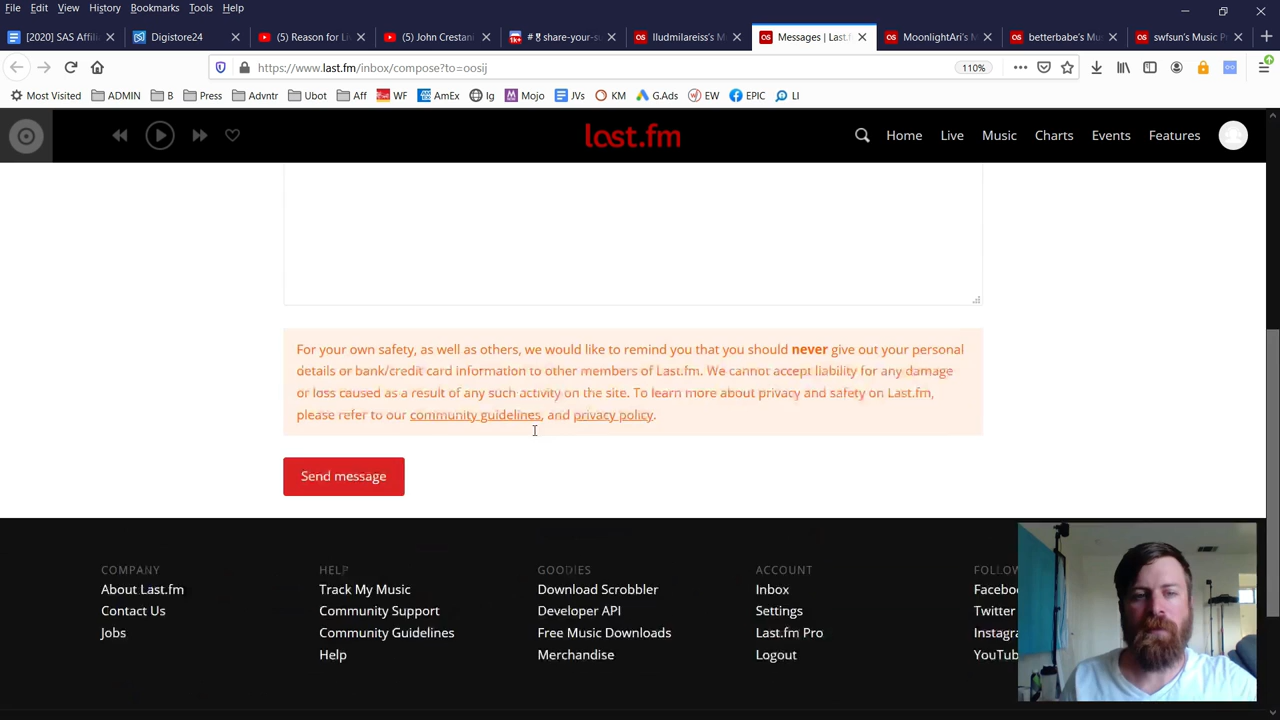 File Edit View History Bookmarks Tools Help
[2020] SAS Affili Digistore24 (5) Reason for Li (5) John Crestani # 🎖share-your-su lludmilareiss's M Messages | Last.f MoonlightAri's M betterbabe's Mus swfsun's Music P
https://www.last.fm/inbox/compose?to=oosij 110%
Most Visited ADMIN B Press Advntr Ubot Aff WF AmEx Ig Mojo JVs KM G.Ads EW EPIC LI
last.fm Home Live Music Charts Events Features
For your own safety, as well as others, we would like to remind you that you should never give out your personal
details or bank/credit card information to other members of Last.fm. We cannot accept liability for any damage
or loss caused as a result of any such activity on the site. To learn more about privacy and safety on Last.fm,
please refer to our community guidelines, and privacy policy.
Send message
COMPANY HELP GOODIES ACCOUNT FOLLOW
About Last.fm Track My Music Download Scrobbler Inbox Faceboo
Contact Us Community Support Developer API Settings Twitter
Jobs Community Guidelines Free Music Downloads Last.fm Pro Instagra
Help Merchandise Logout YouTub